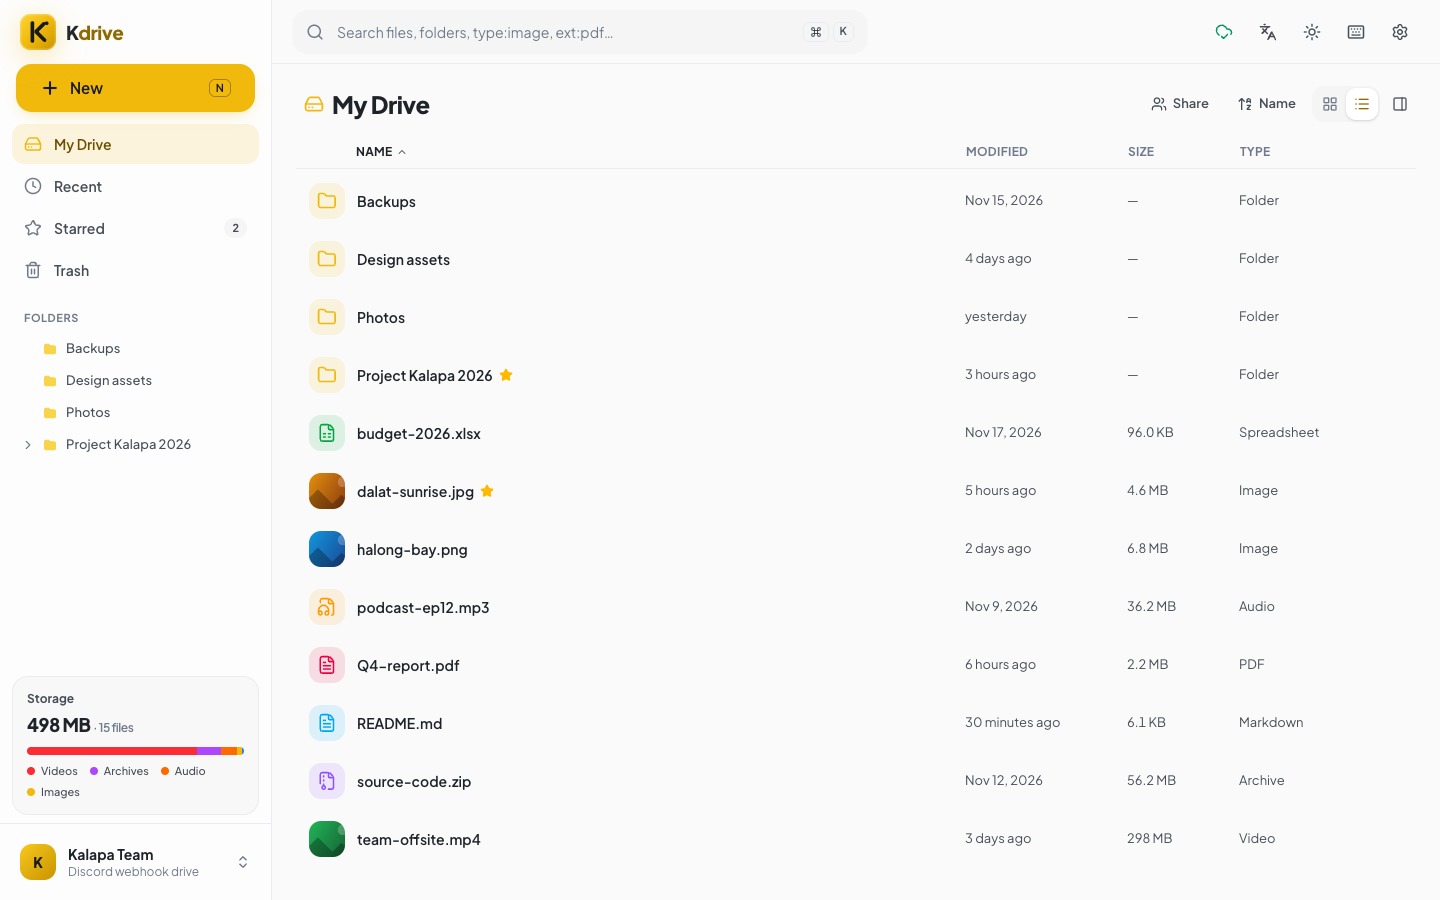 K Kdrive
Search files, folders, type:image, ext:pdf... ⌘ K
New N
My Drive
Recent
Starred 2
Trash
FOLDERS
Backups
Design assets
Photos
Project Kalapa 2026
Storage
498 MB · 15 files
Videos Archives Audio
Images
K Kalapa Team
Discord webhook drive
My Drive
Share Name
NAME MODIFIED SIZE TYPE
Backups Nov 15, 2026 — Folder
Design assets 4 days ago — Folder
Photos yesterday — Folder
Project Kalapa 2026 3 hours ago — Folder
budget-2026.xlsx Nov 17, 2026 96.0 KB Spreadsheet
dalat-sunrise.jpg 5 hours ago 4.6 MB Image
halong-bay.png 2 days ago 6.8 MB Image
podcast-ep12.mp3 Nov 9, 2026 36.2 MB Audio
Q4-report.pdf 6 hours ago 2.2 MB PDF
README.md 30 minutes ago 6.1 KB Markdown
source-code.zip Nov 12, 2026 56.2 MB Archive
team-offsite.mp4 3 days ago 298 MB Video